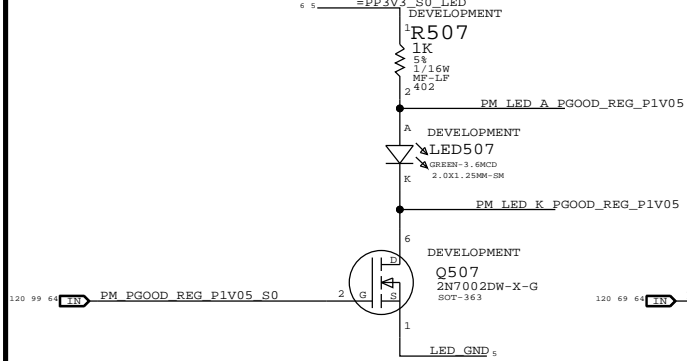 6 5 =PP3V3_S0_LED
DEVELOPMENT
1 R507
1K
5%
1/16W
MF-LF
402
2
PM_LED_A_PGOOD_REG_P1V05
A DEVELOPMENT
LED507
GREEN-3.6MCD
2.0X1.25MM-SM
K
PM_LED_K_PGOOD_REG_P1V05
6
DEVELOPMENT
D
Q507
2N7002DW-X-G
SOT-363
120 99 64 IN PM_PGOOD_REG_P1V05_S0 2 G S
120 69 64 IN
1
LED_GND 5